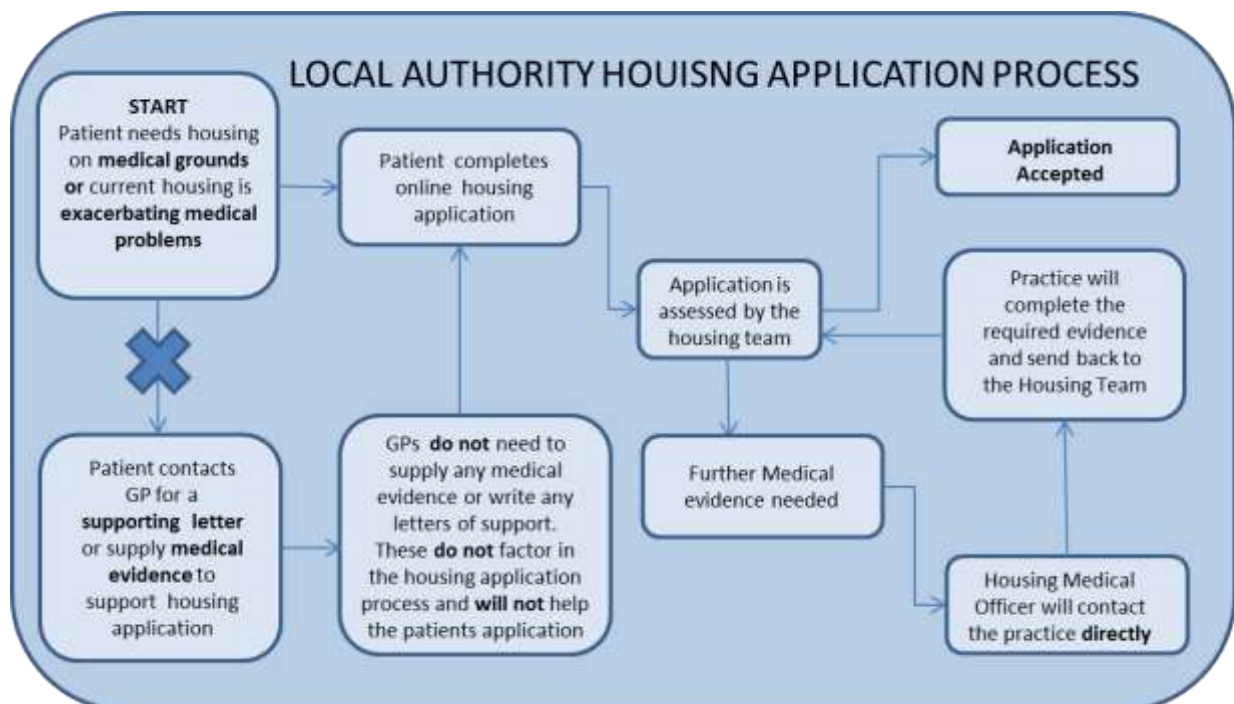 LOCAL AUTHORITY HOUISNG APPLICATION PROCESS
START
Patient needs housing
on medical grounds
or current housing is
exacerbating medical
problems
Patient completes
online housing
application
Application
Accepted
Application is
assessed by the
housing team
Practice will
complete the
required evidence
and send back to
the Housing Team
Patient contacts
GP for a
supporting letter
or supply medical
evidence to
support housing
application
GPs do not need to
supply any medical
evidence or write any
letters of support.
These do not factor in
the housing application
process and will not help
the patients application
Further Medical
evidence needed
Housing Medical
Officer will contact
the practice directly